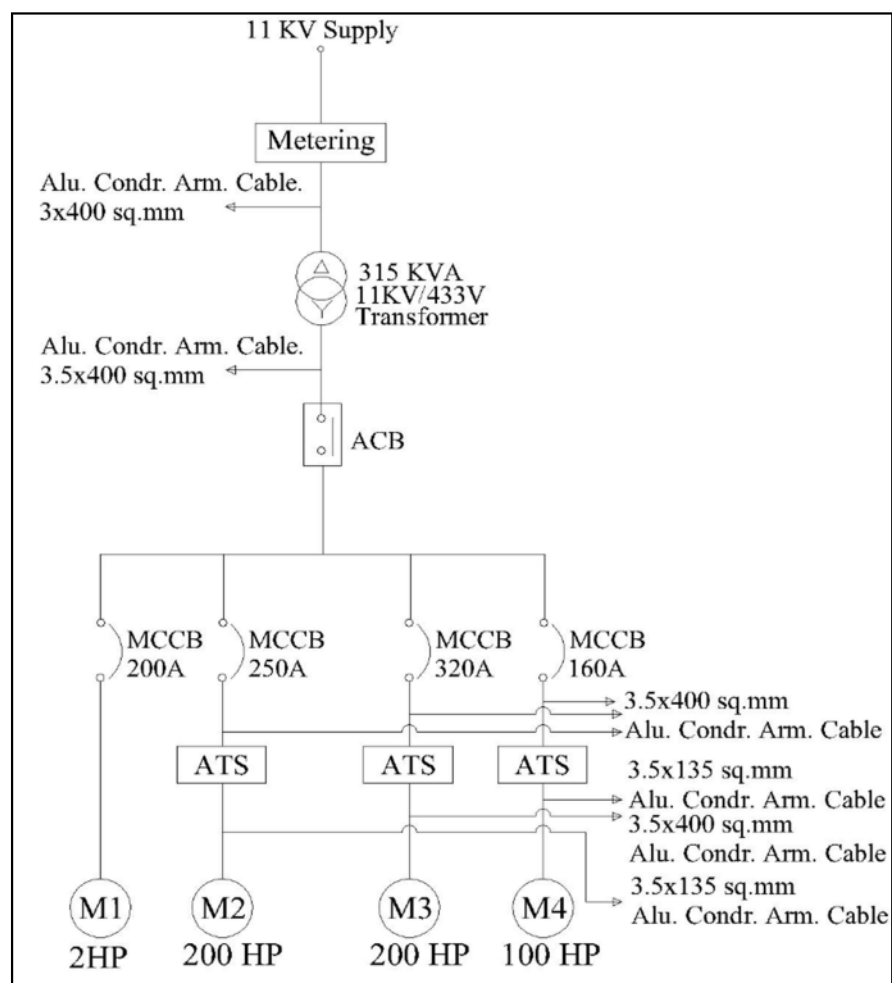 11 KV Supply
Metering
Alu. Condr. Arm. Cable.
3x400 sq.mm
315 KVA
11KV/433V
Transformer
Alu. Condr. Arm. Cable.
3.5x400 sq.mm
ACB
MCCB
200A
MCCB
250A
MCCB
320A
MCCB
160A
3.5x400 sq.mm
Alu. Condr. Arm. Cable
ATS
ATS
ATS
3.5x135 sq.mm
Alu. Condr. Arm. Cable
3.5x400 sq.mm
Alu. Condr. Arm. Cable
3.5x135 sq.mm
Alu. Condr. Arm. Cable
M1
M2
M3
M4
2HP
200 HP
200 HP
100 HP